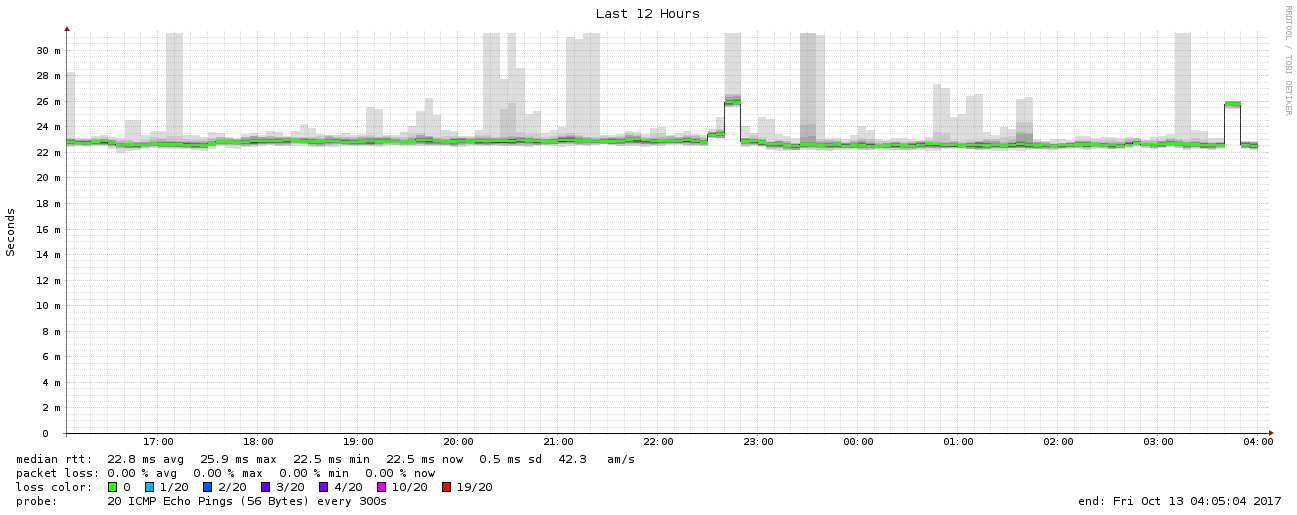 Last 12 Hours
RRDTOOL / TOBI OETIKER
Seconds
30 m
28 m
26 m
24 m
22 m
20 m
18 m
16 m
14 m
12 m
10 m
8 m
6 m
4 m
2 m
0
17:00 18:00 19:00 20:00 21:00 22:00 23:00 00:00 01:00 02:00 03:00 04:00
median rtt: 22.8 ms avg 25.9 ms max 22.5 ms min 22.5 ms now 0.5 ms sd 42.3 am/s
packet loss: 0.00 % avg 0.00 % max 0.00 % min 0.00 % now
loss color: 0 1/20 2/20 3/20 4/20 10/20 19/20
probe: 20 ICMP Echo Pings (56 Bytes) every 300s end: Fri Oct 13 04:05:04 2017